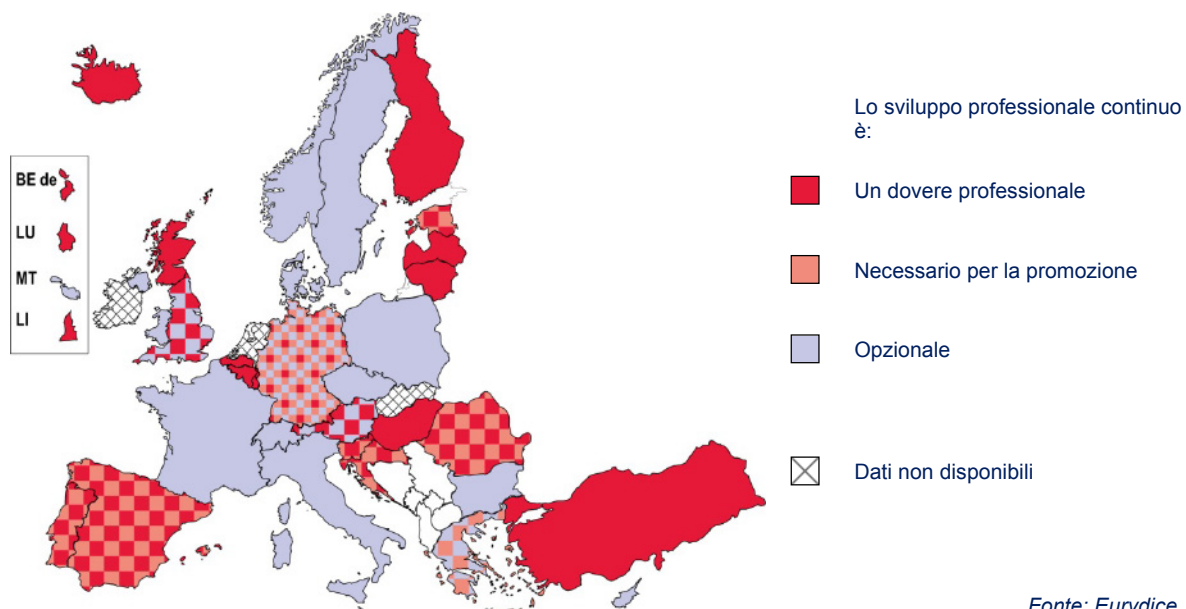 BE de
LU
MT
LI
Lo sviluppo professionale continuo
è:
Un dovere professionale
Necessario per la promozione
Opzionale
Dati non disponibili
Fonte: Eurydice